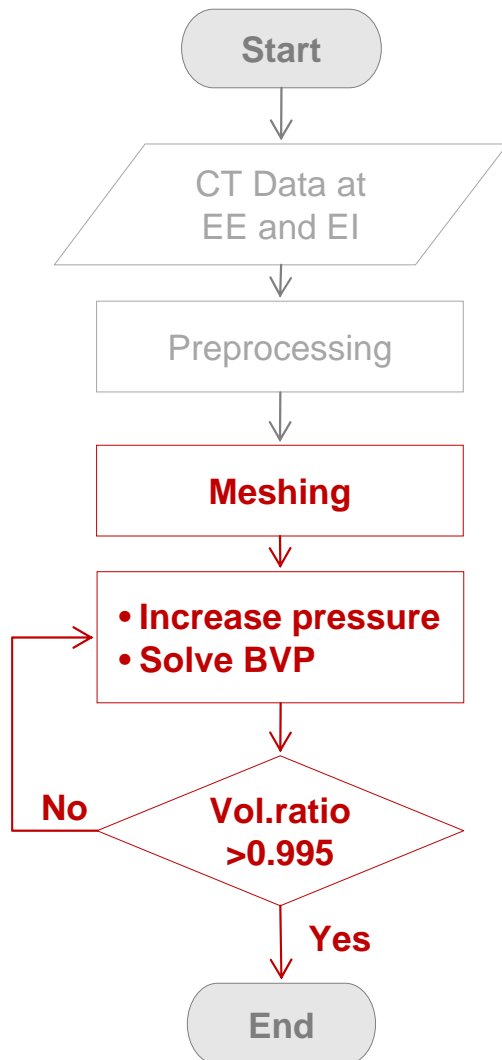 Start
CT Data at
EE and EI
Preprocessing
Meshing
• Increase pressure
• Solve BVP
No
Vol.ratio
>0.995
Yes
End